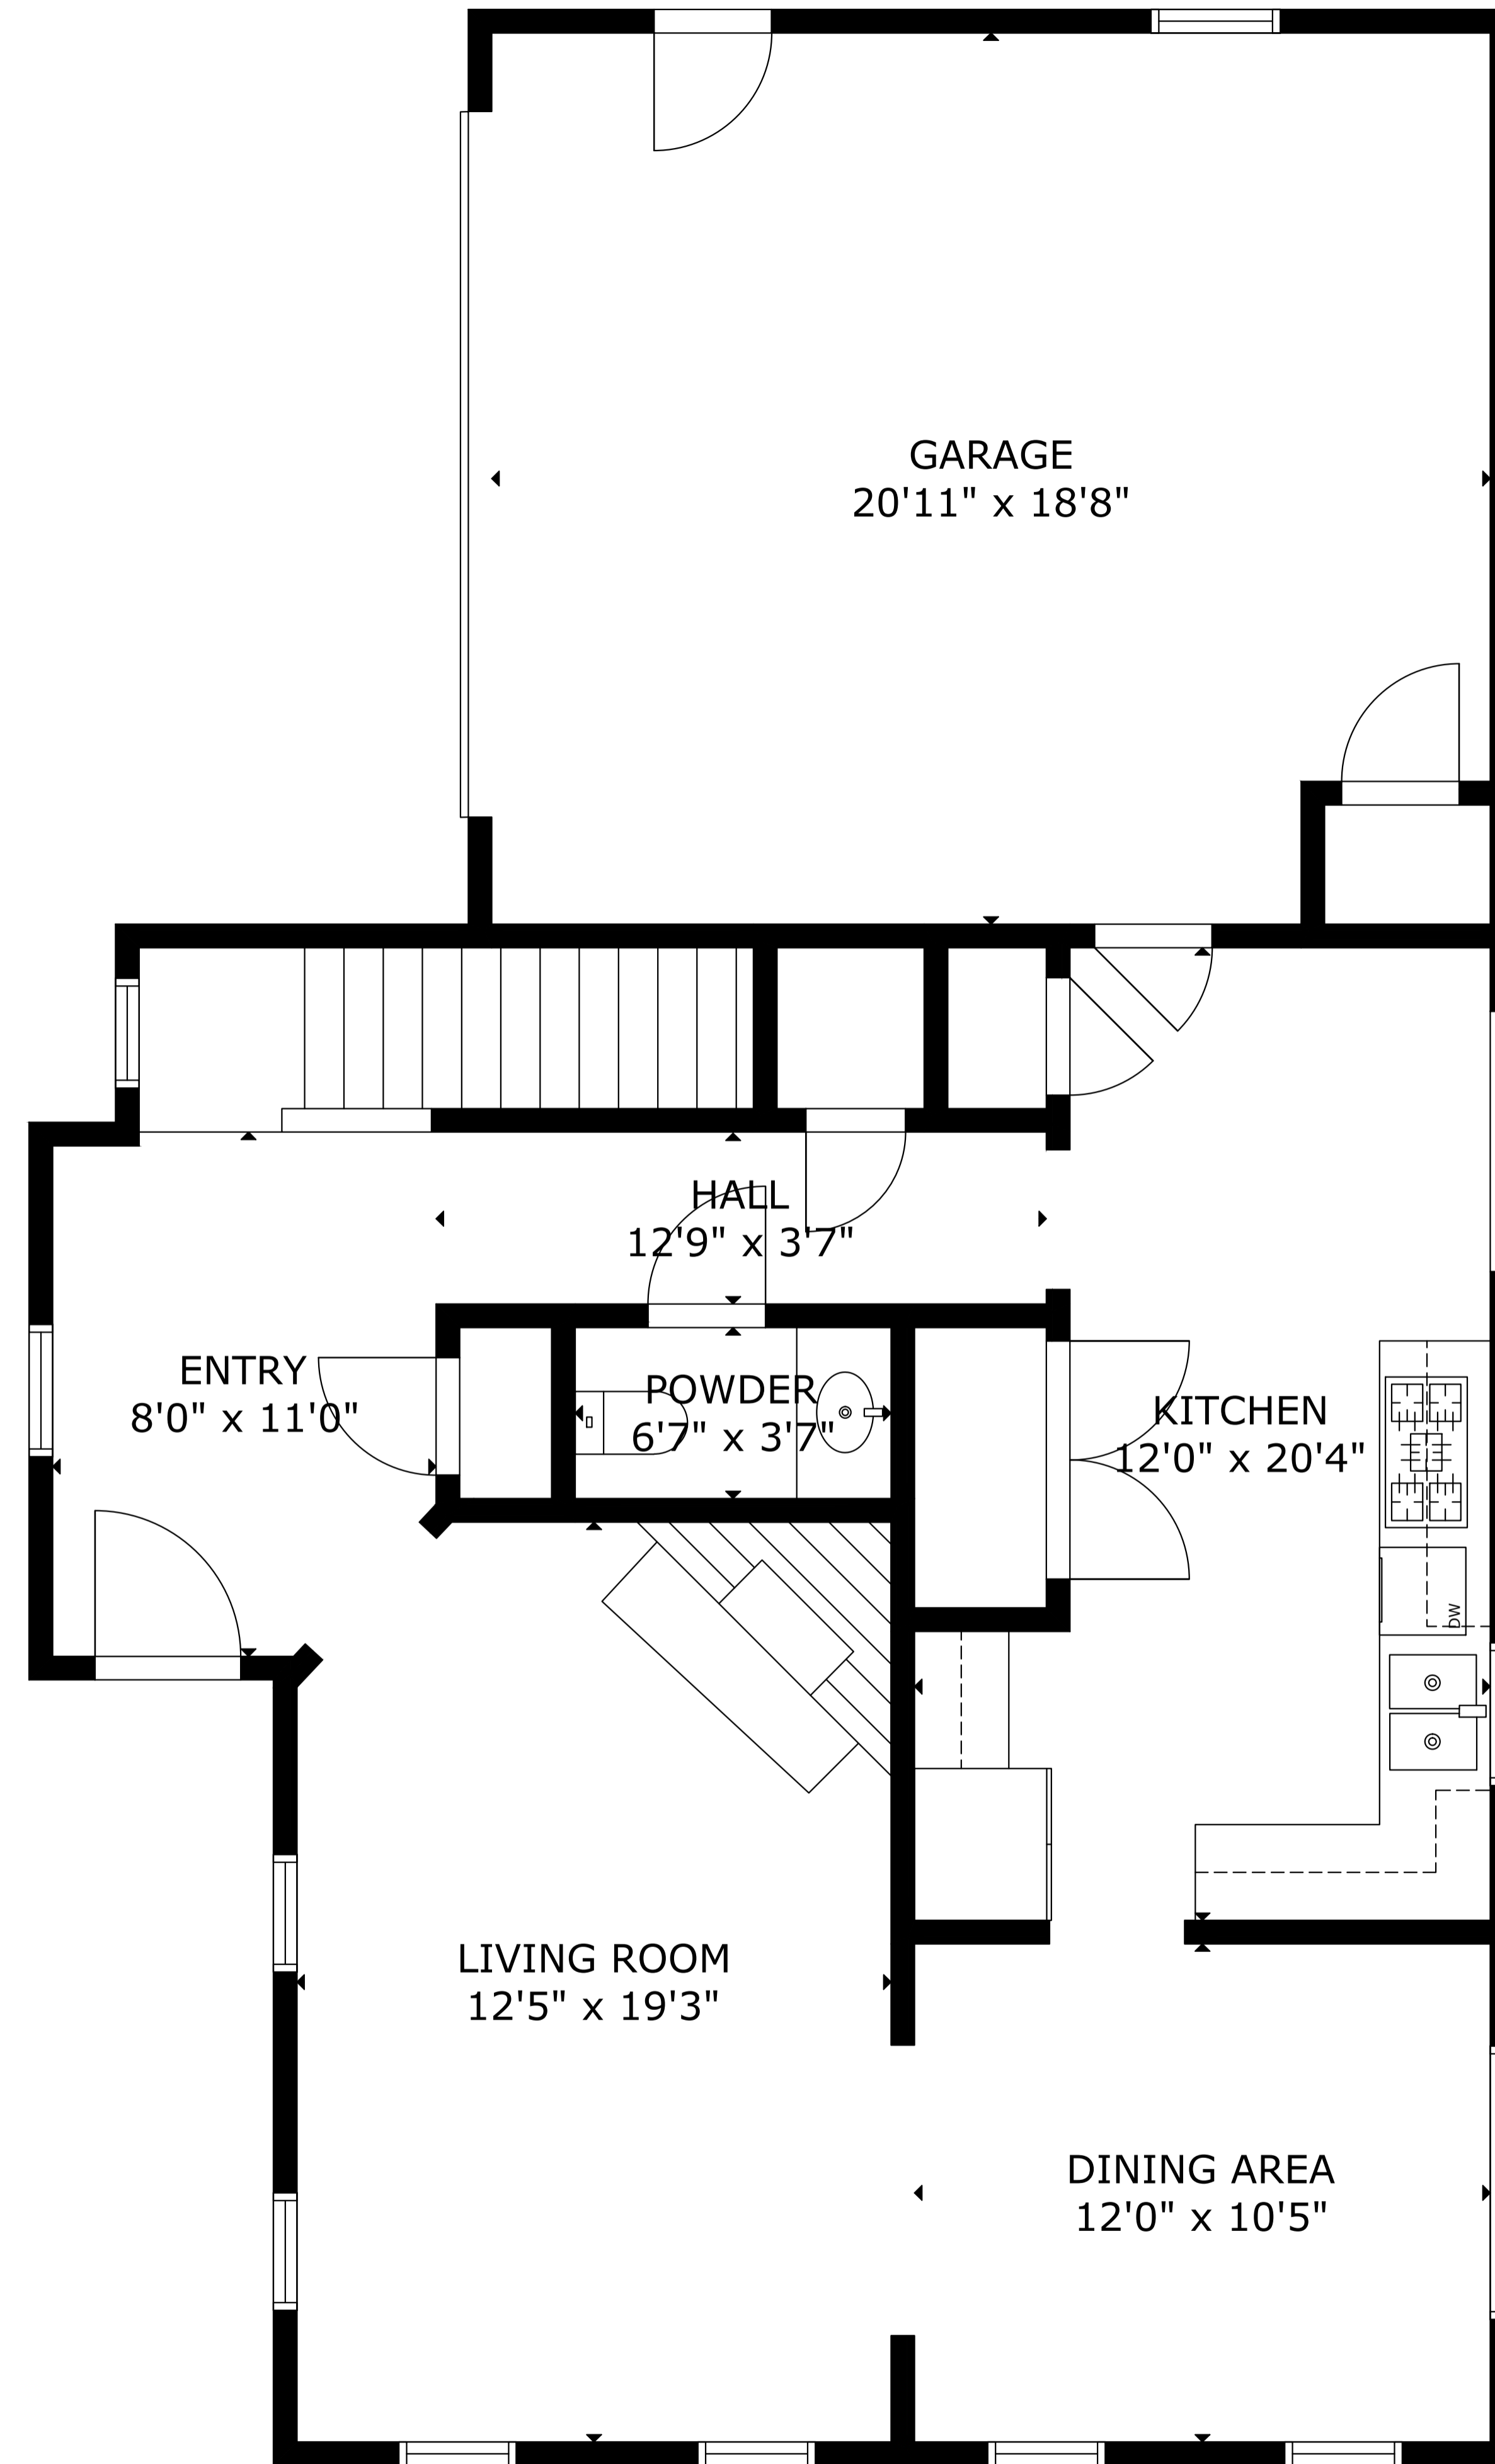 GARAGE
20'11" x 18'8"
HALL
12'9" x 3'7"
ENTRY
8'0" x 11'0"
POWDER
6'7" x 3'7"
KITCHEN
12'0" x 20'4"
DW
LIVING ROOM
12'5" x 19'3"
DINING AREA
12'0" x 10'5"